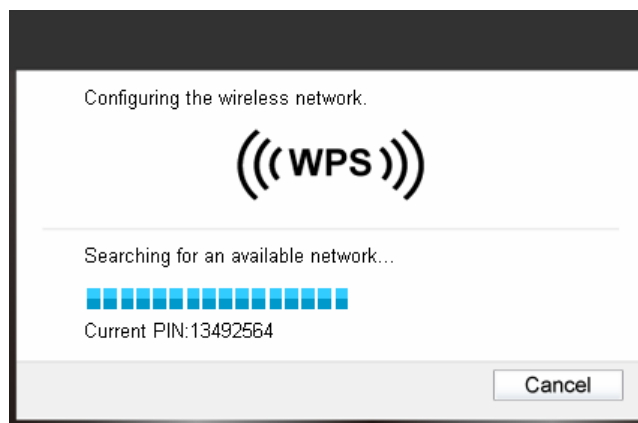 Configuring the wireless network.
WPS
Searching for an available network...
Current PIN:13492564
Cancel